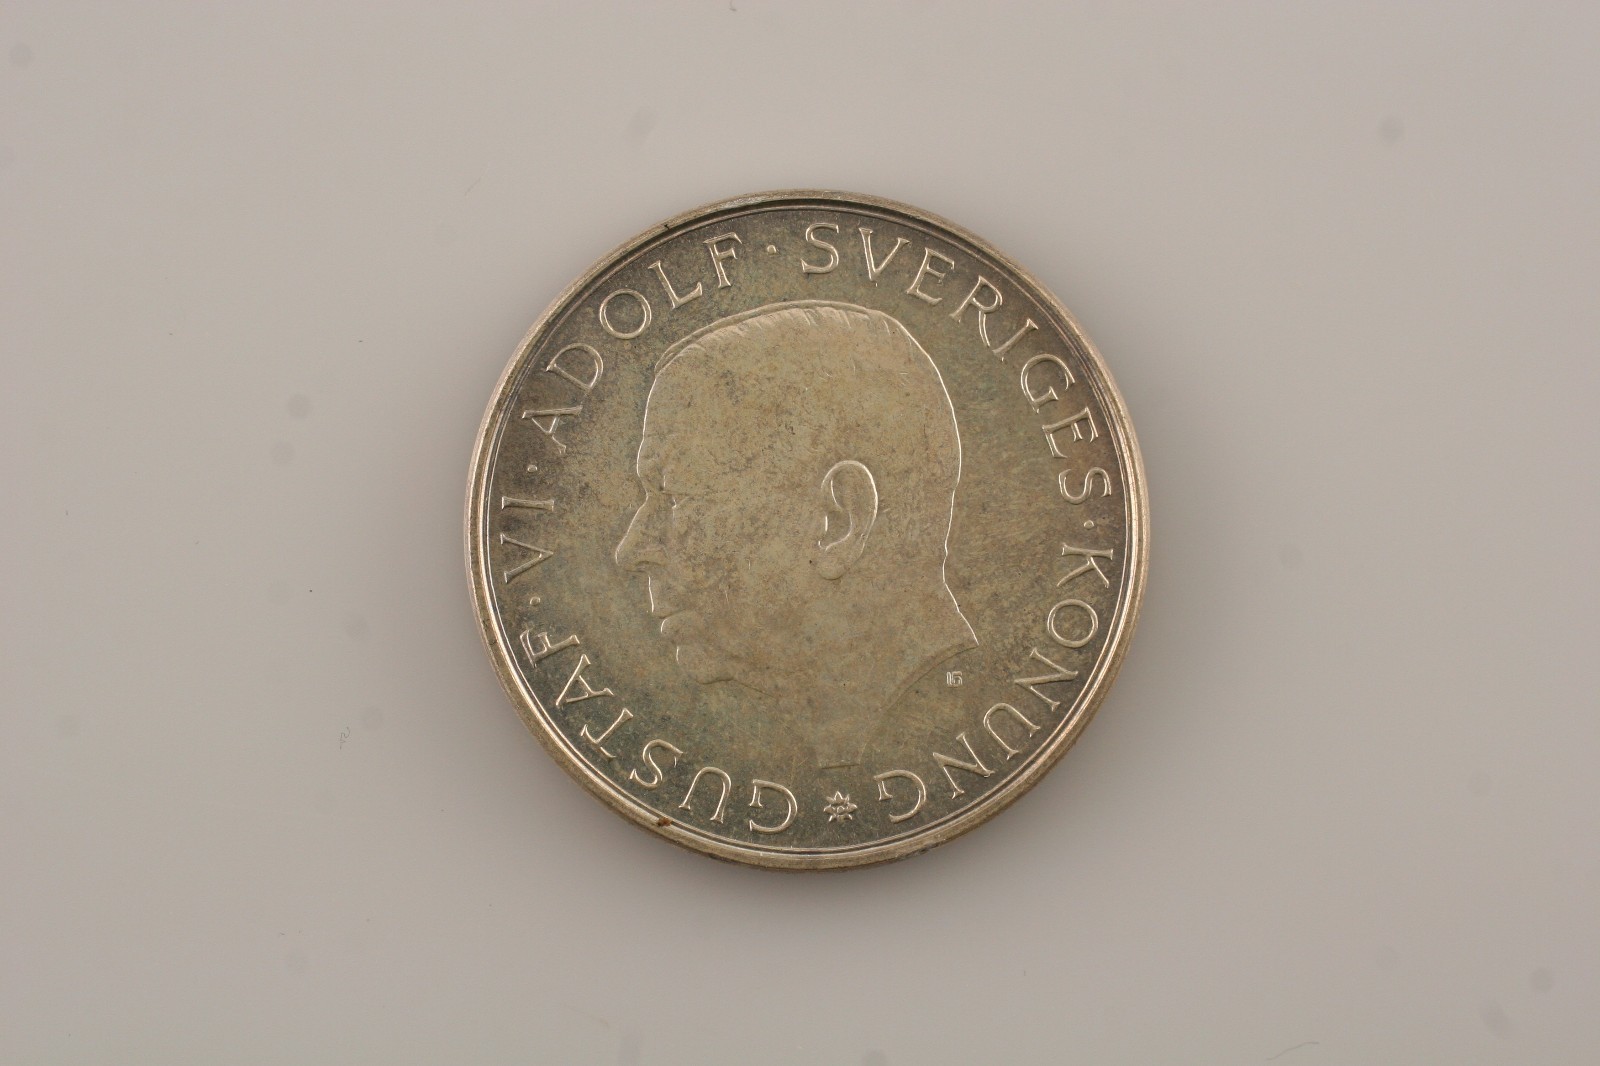 GUSTAF · VI · ADOLF · SVERIGES · KONUNG